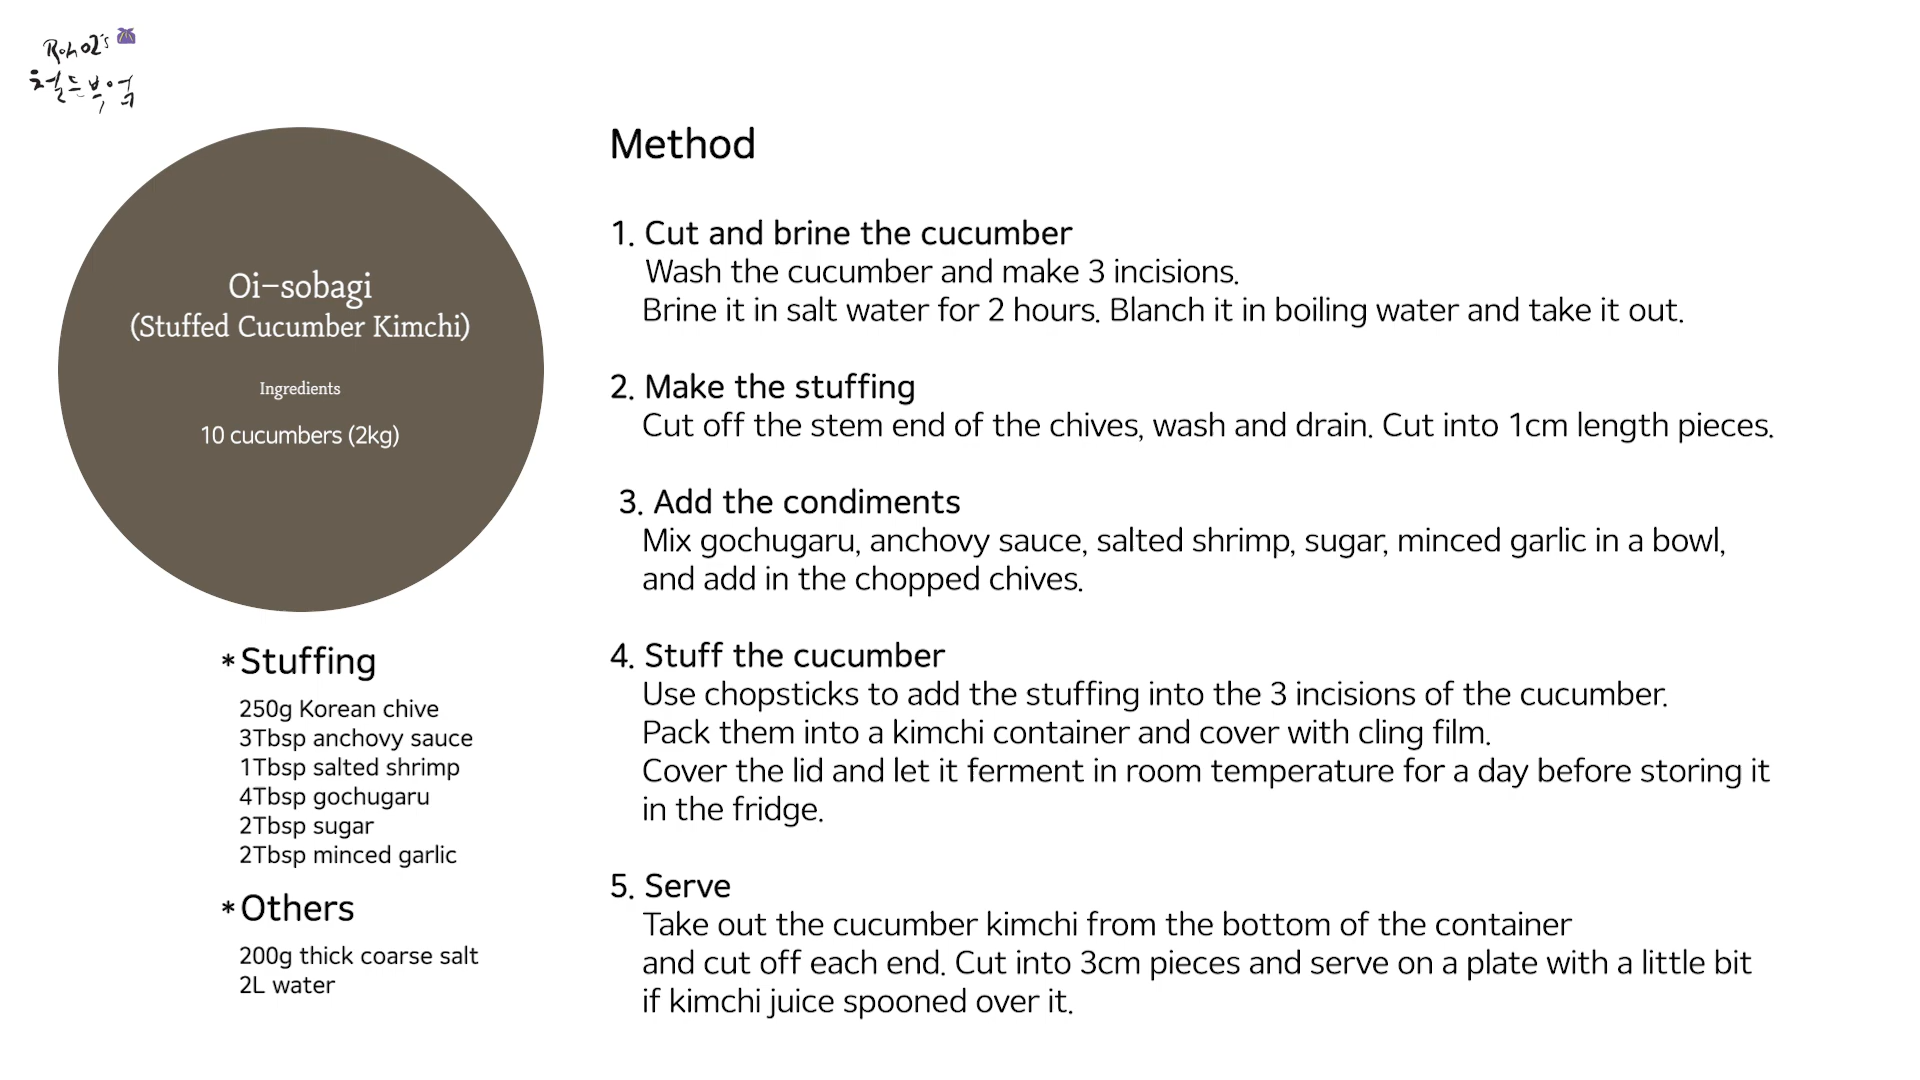 Roh 02's
철든부엌
Oi-sobagi
(Stuffed Cucumber Kimchi)
Ingredients
10 cucumbers (2kg)
*Stuffing
250g Korean chive
3Tbsp anchovy sauce
1Tbsp salted shrimp
4Tbsp gochugaru
2Tbsp sugar
2Tbsp minced garlic
*Others
200g thick coarse salt
2L water
Method
1. Cut and brine the cucumber
Wash the cucumber and make 3 incisions.
Brine it in salt water for 2 hours. Blanch it in boiling water and take it out.
2. Make the stuffing
Cut off the stem end of the chives, wash and drain. Cut into 1cm length pieces.
3. Add the condiments
Mix gochugaru, anchovy sauce, salted shrimp, sugar, minced garlic in a bowl,
and add in the chopped chives.
4. Stuff the cucumber
Use chopsticks to add the stuffing into the 3 incisions of the cucumber.
Pack them into a kimchi container and cover with cling film.
Cover the lid and let it ferment in room temperature for a day before storing it
in the fridge.
5. Serve
Take out the cucumber kimchi from the bottom of the container
and cut off each end. Cut into 3cm pieces and serve on a plate with a little bit
if kimchi juice spooned over it.